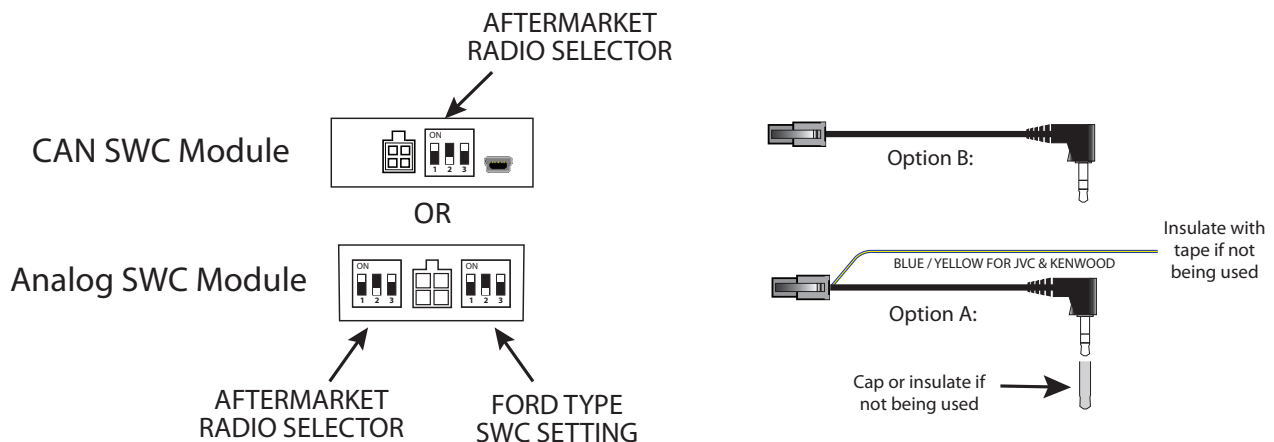 AFTERMARKET
RADIO SELECTOR
CAN SWC Module
ON
1 2 3
OR
Analog SWC Module
ON
1 2 3
ON
1 2 3
AFTERMARKET
RADIO SELECTOR
FORD TYPE
SWC SETTING
Option B:
Insulate with
tape if not
being used
BLUE / YELLOW FOR JVC & KENWOOD
Option A:
Cap or insulate if
not being used